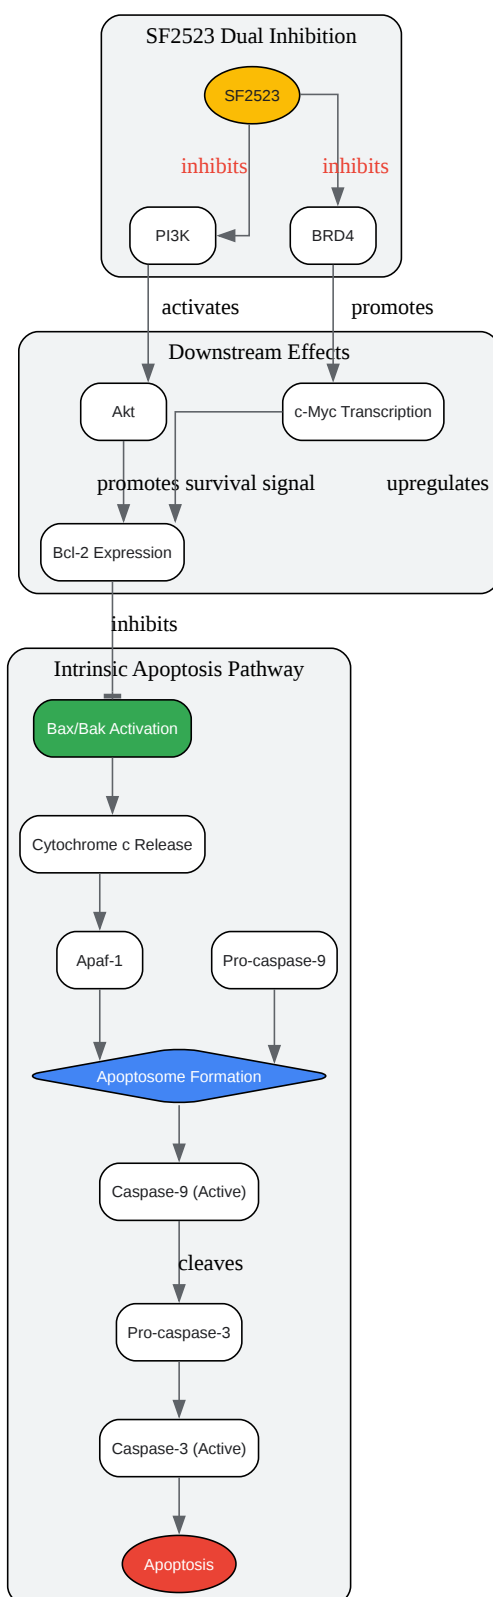 SF2523 Dual Inhibition
SF2523
inhibits
inhibits
PI3K
BRD4
activates
promotes
Downstream Effects
Akt
c-Myc Transcription
promotes survival signal
upregulates
Bcl-2 Expression
inhibits
Intrinsic Apoptosis Pathway
Bax/Bak Activation
Cytochrome c Release
Apaf-1
Pro-caspase-9
Apoptosome Formation
Caspase-9 (Active)
cleaves
Pro-caspase-3
Caspase-3 (Active)
Apoptosis